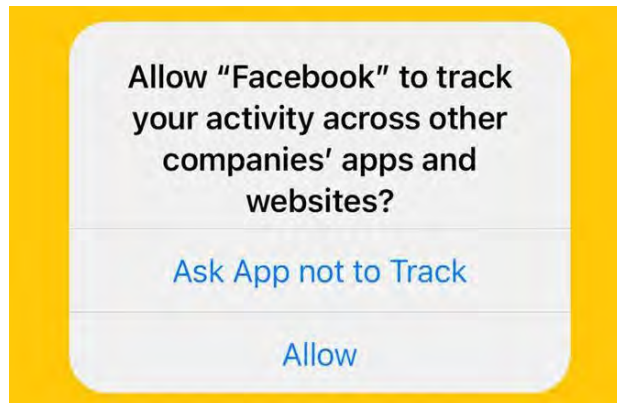 Allow “Facebook” to track
your activity across other
companies’ apps and
websites?
Ask App not to Track
Allow